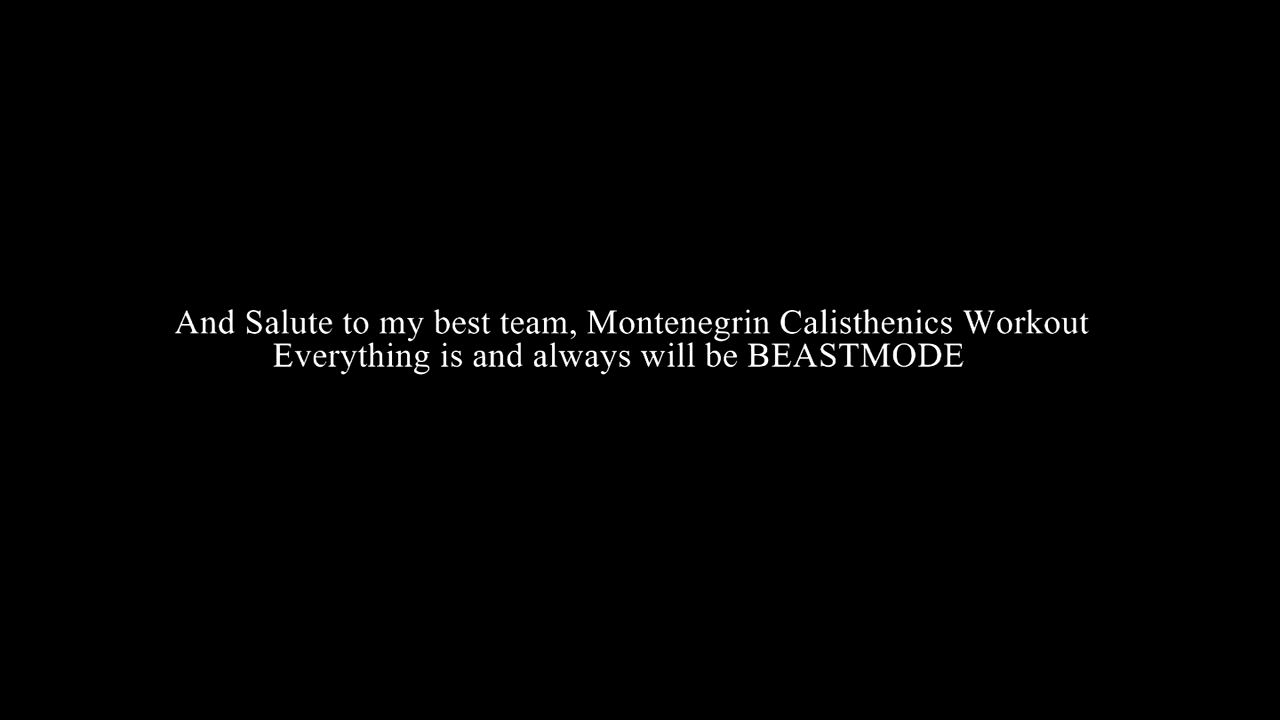 And Salute to my best team, Montenegrin Calisthenics Workout
Everything is and always will be BEASTMODE